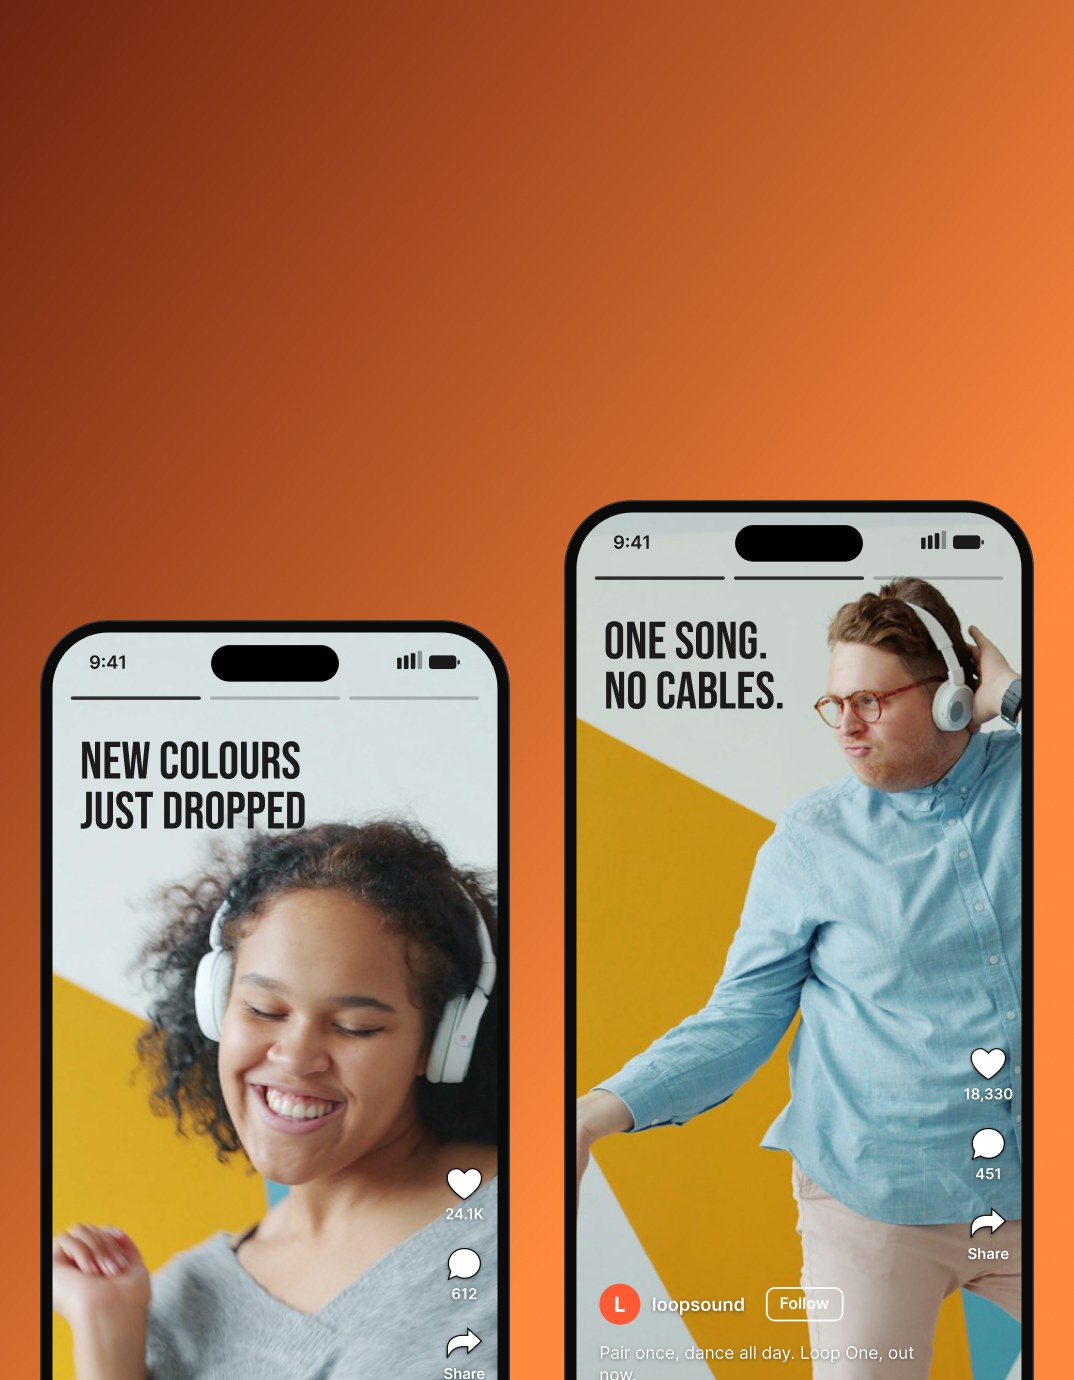 9:41
NEW COLOURS
JUST DROPPED
24.1K
612
Share
9:41
ONE SONG.
NO CABLES.
18,330
451
Share
L loopsound Follow
Pair once, dance all day. Loop One, out
now.